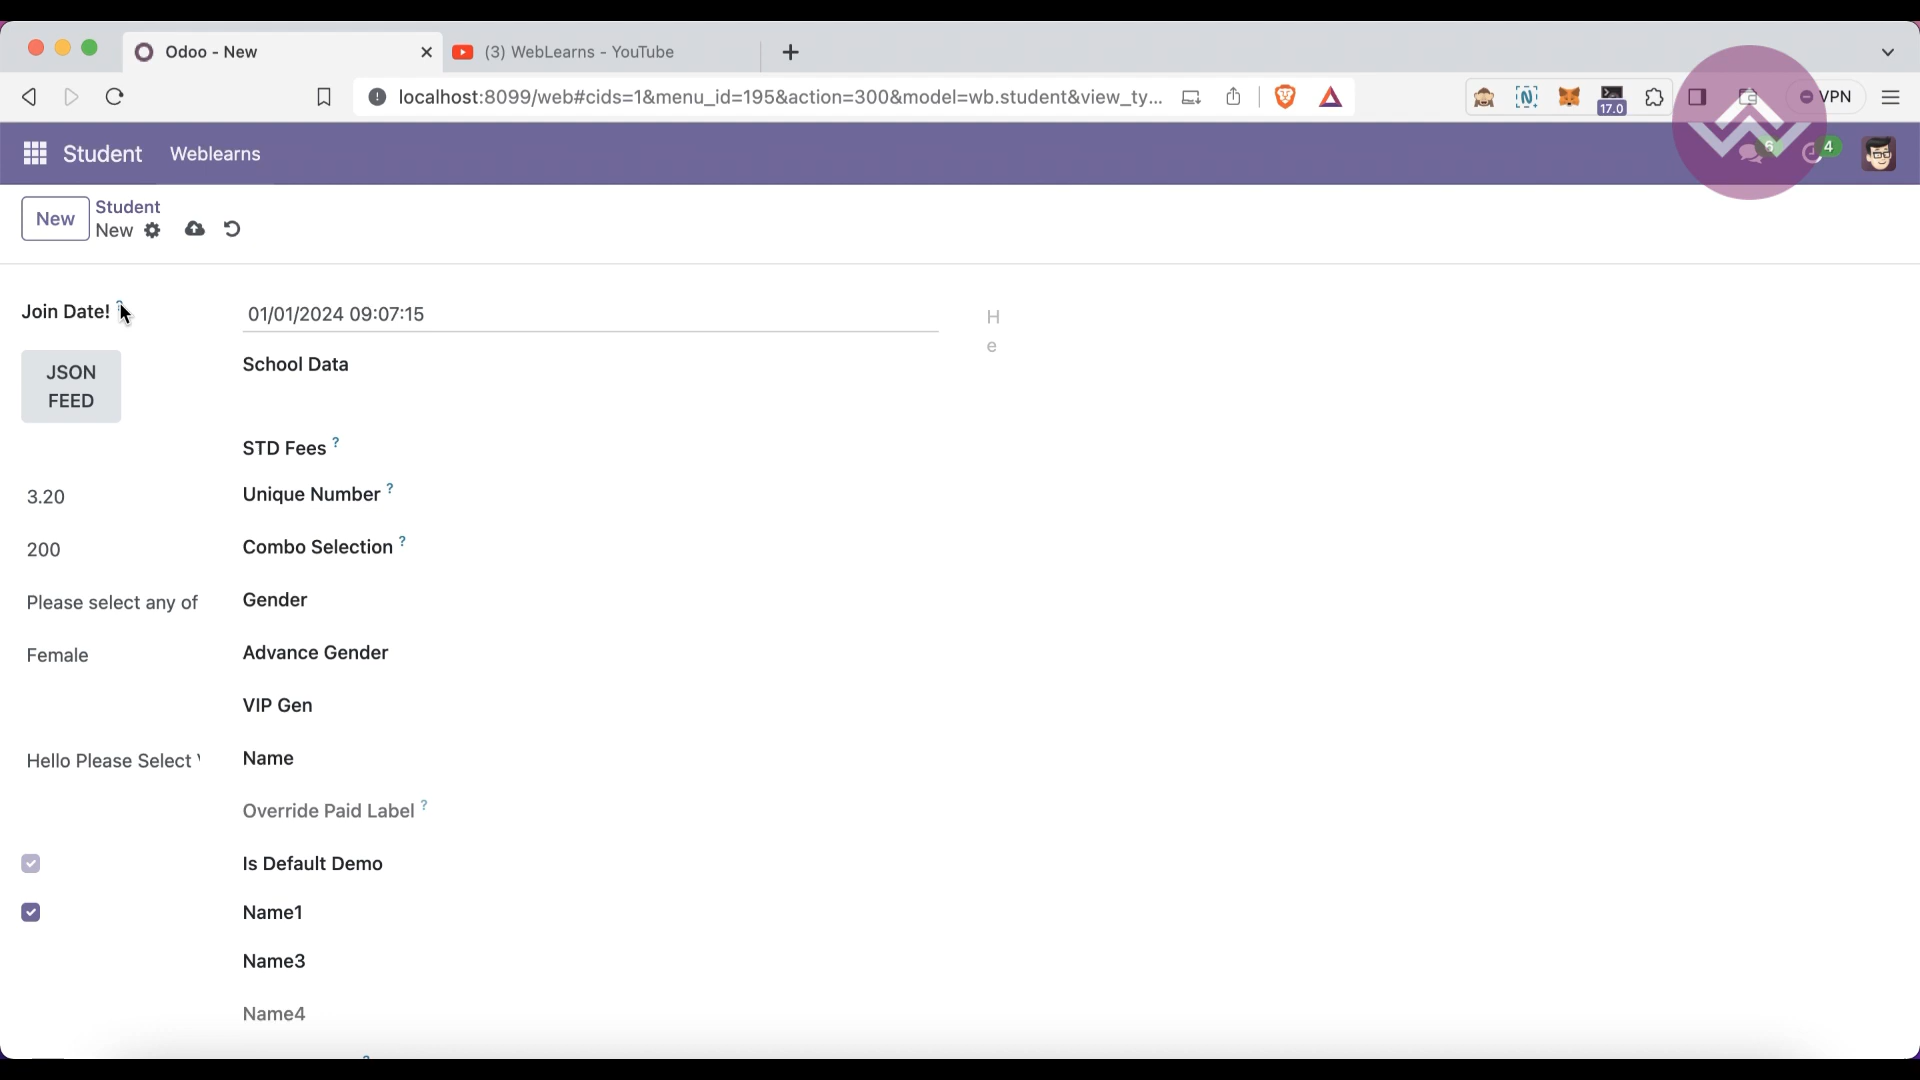 Odoo - New
(3) WebLearns - YouTube
localhost:8099/web#cids=1&menu_id=195&action=300&model=wb.student&view_ty...
17.0
VPN
Student
Weblearns
6
4
New
Student
New
Join Date! ?
01/01/2024 09:07:15
H
e
JSON
FEED
School Data
STD Fees ?
3.20
Unique Number ?
200
Combo Selection ?
Please select any of
Gender
Female
Advance Gender
VIP Gen
Hello Please Select
Name
Override Paid Label ?
Is Default Demo
Name1
Name3
Name4
?